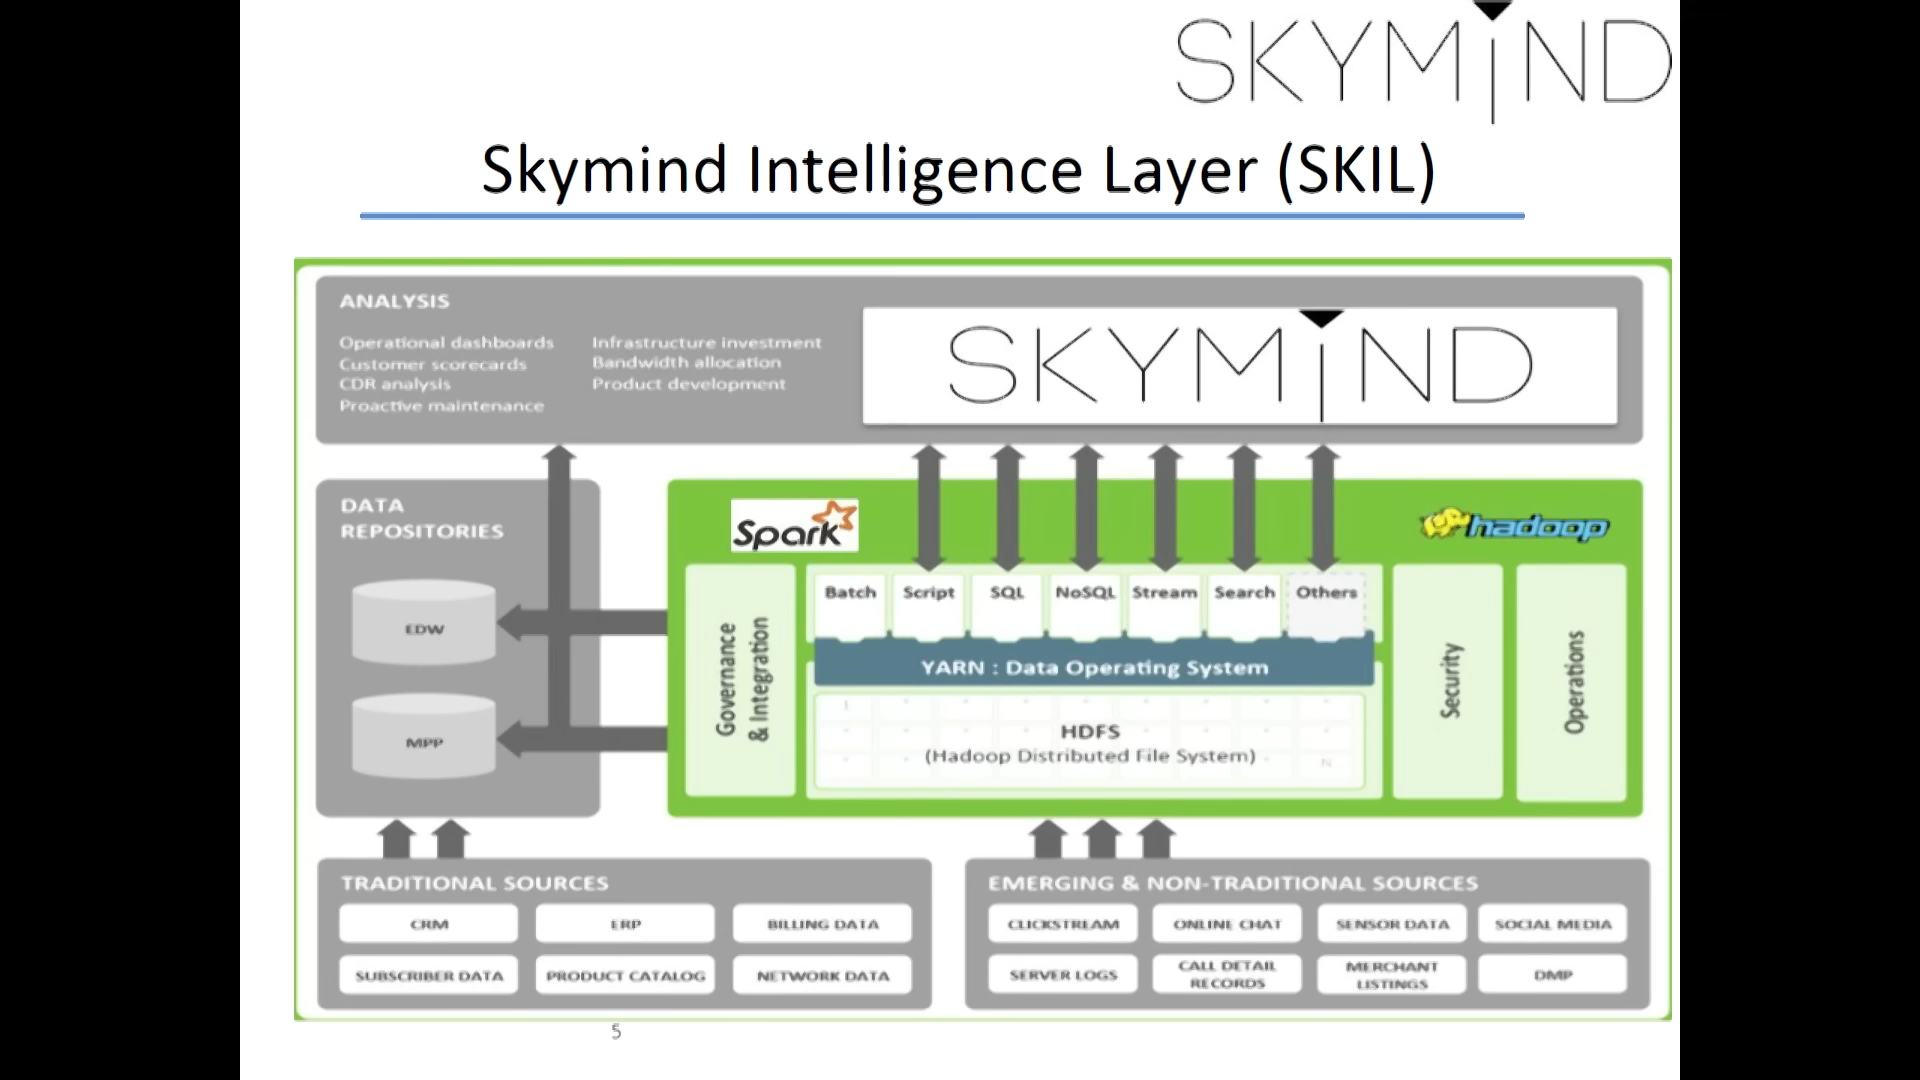 SKYMIND
Skymind Intelligence Layer (SKIL)
ANALYSIS
Operational dashboards
Customer scorecards
CDR analysis
Proactive maintenance
Infrastructure investment
Bandwidth allocation
Product development
SKYMIND
DATA
REPOSITORIES
EDW
MPP
Spark
hadoop
Governance
& Integration
Batch
Script
SQL
NoSQL
Stream
Search
Others
YARN : Data Operating System
1
HDFS
(Hadoop Distributed File System)
N
Security
Operations
TRADITIONAL SOURCES
CRM
ERP
BILLING DATA
SUBSCRIBER DATA
PRODUCT CATALOG
NETWORK DATA
EMERGING & NON-TRADITIONAL SOURCES
CLICKSTREAM
ONLINE CHAT
SENSOR DATA
SOCIAL MEDIA
SERVER LOGS
CALL DETAIL
RECORDS
MERCHANT
LISTINGS
DMP
5